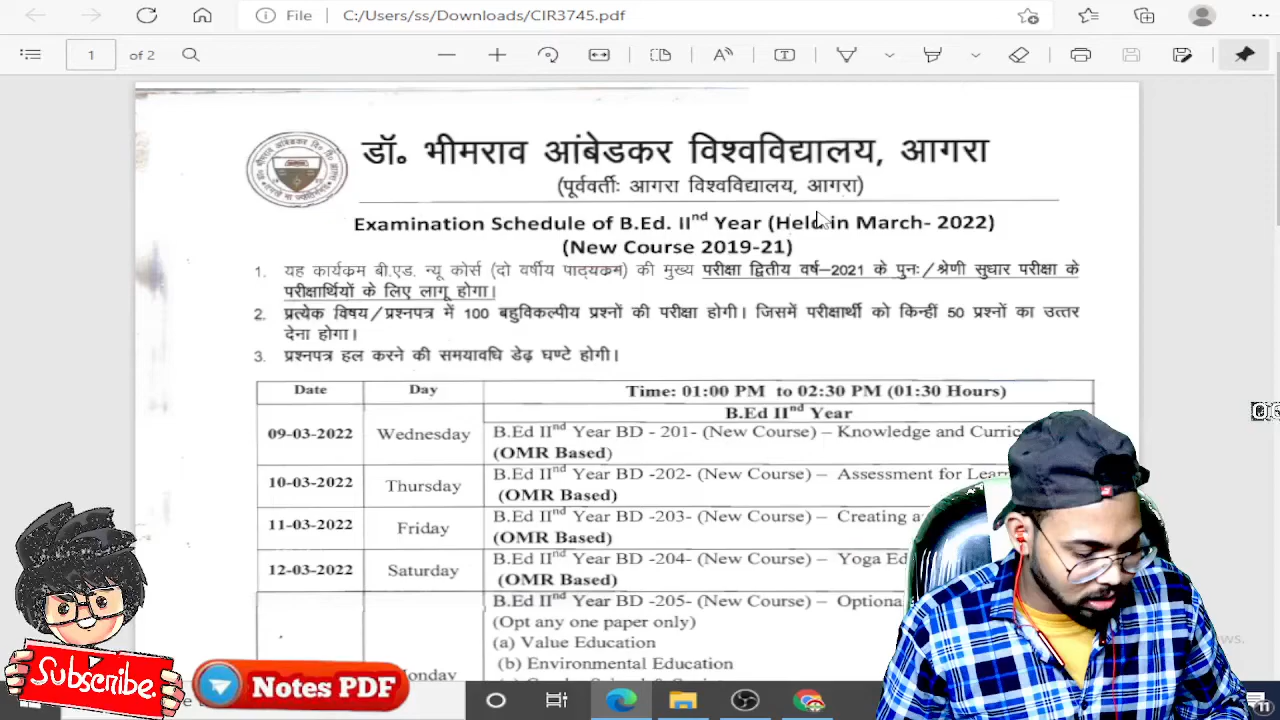 File C:/Users/ss/Downloads/CIR3745.pdf
1 of 2
डॉ॰ भीमराव आंबेडकर विश्वविद्यालय, आगरा
(पूर्ववर्तीः आगरा विश्वविद्यालय, आगरा)
Examination Schedule of B.Ed. IInd Year (Held in March- 2022)
(New Course 2019-21)
1. यह कार्यक्रम बी.एड. न्यू कोर्स (दो वर्षीय पाठ्यक्रम) की मुख्य परीक्षा द्वितीय वर्ष–2021 के पुनः/श्रेणी सुधार परीक्षा के
परीक्षार्थियों के लिए लागू होगा।
2. प्रत्येक विषय/प्रश्नपत्र में 100 बहुविकल्पीय प्रश्नों की परीक्षा होगी। जिसमें परीक्षार्थी को किन्हीं 50 प्रश्नों का उत्तर
देना होगा।
3. प्रश्नपत्र हल करने की समयावधि डेढ़ घण्टे होगी।
Date Day Time: 01:00 PM to 02:30 PM (01:30 Hours)
B.Ed IInd Year
09-03-2022 Wednesday B.Ed IInd Year BD - 201- (New Course) – Knowledge and
(OMR Based)
10-03-2022 Thursday B.Ed IInd Year BD -202- (New Course) – Assessment for
(OMR Based)
11-03-2022 Friday B.Ed IInd Year BD -203- (New Course) – Creating
(OMR Based)
12-03-2022 Saturday B.Ed IInd Year BD -204- (New Course) – Yoga
(OMR Based)
B.Ed IInd Year BD -205- (New Course) –
(Opt any one paper only)
(a) Value Education
(b) Environmental Education
Subscribe.
Notes PDF